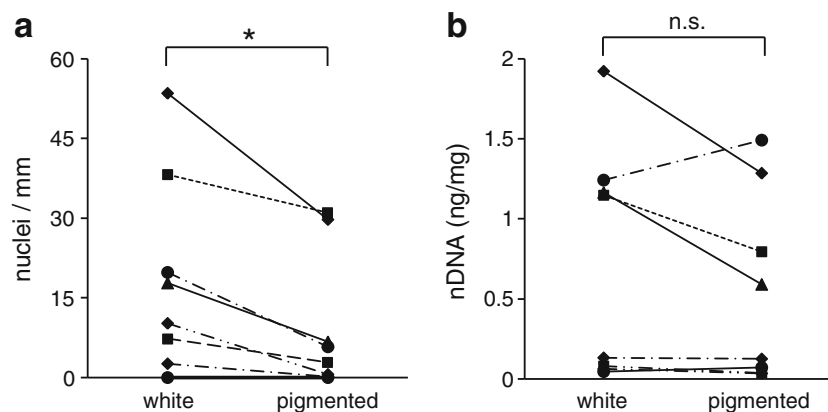 a
*
60
45
30
15
0
nuclei / mm
white
pigmented
b
n.s.
2
1.5
1
0.5
0
nDNA (ng/mg)
white
pigmented